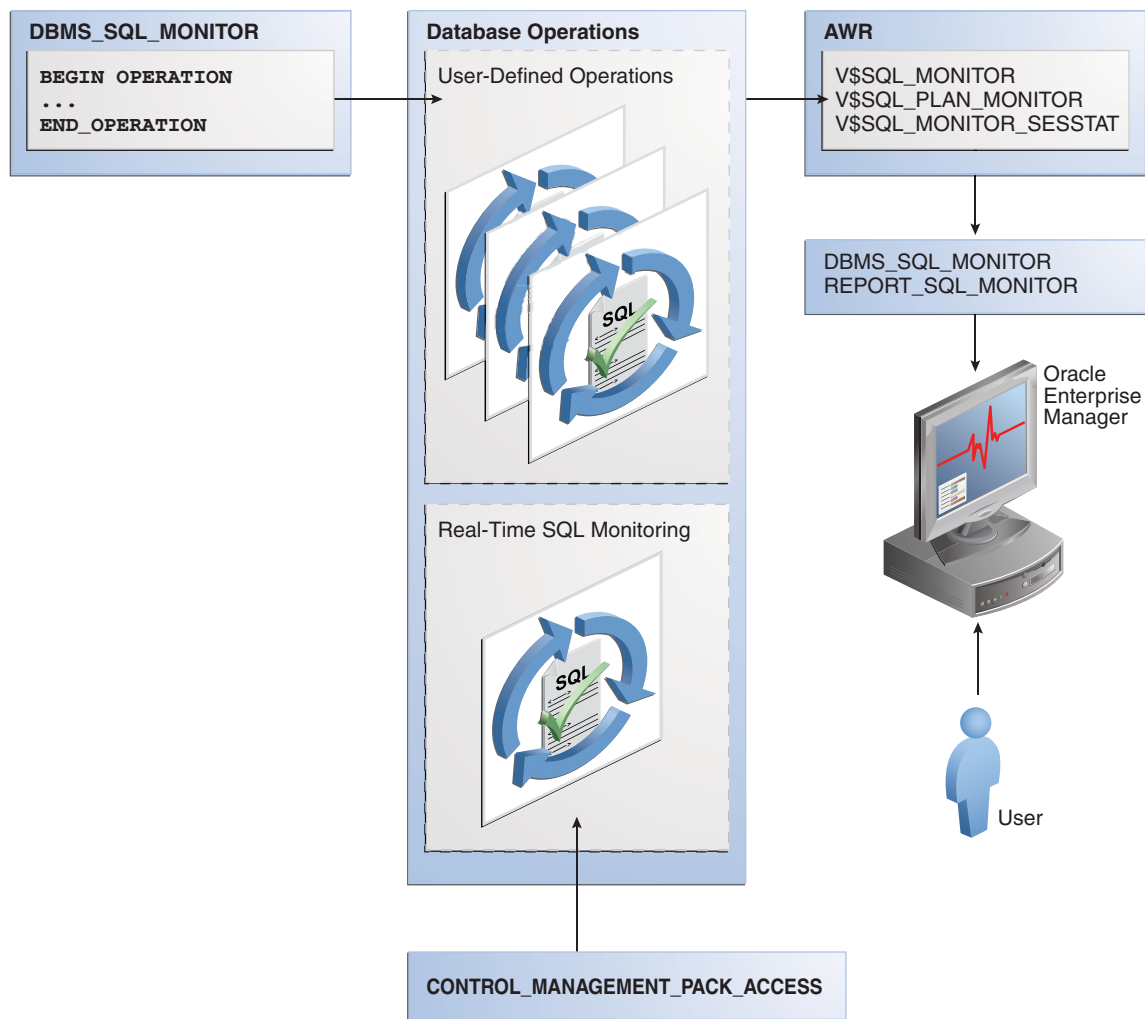 DBMS_SQL_MONITOR
BEGIN OPERATION
...
END_OPERATION
Database Operations
User-Defined Operations
SQL
Real-Time SQL Monitoring
SQL
CONTROL_MANAGEMENT_PACK_ACCESS
AWR
V$SQL_MONITOR
V$SQL_PLAN_MONITOR
V$SQL_MONITOR_SESSTAT
DBMS_SQL_MONITOR
REPORT_SQL_MONITOR
Oracle
Enterprise
Manager
User